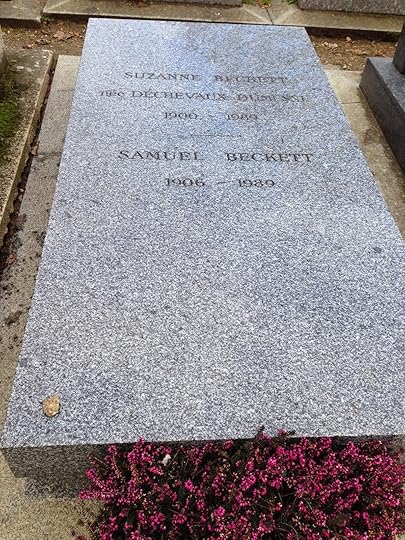 SUZANNE BECKETT
née DÉCHEVAUX-DUMESNIL
1900 - 1989
SAMUEL BECKETT
1906 - 1989